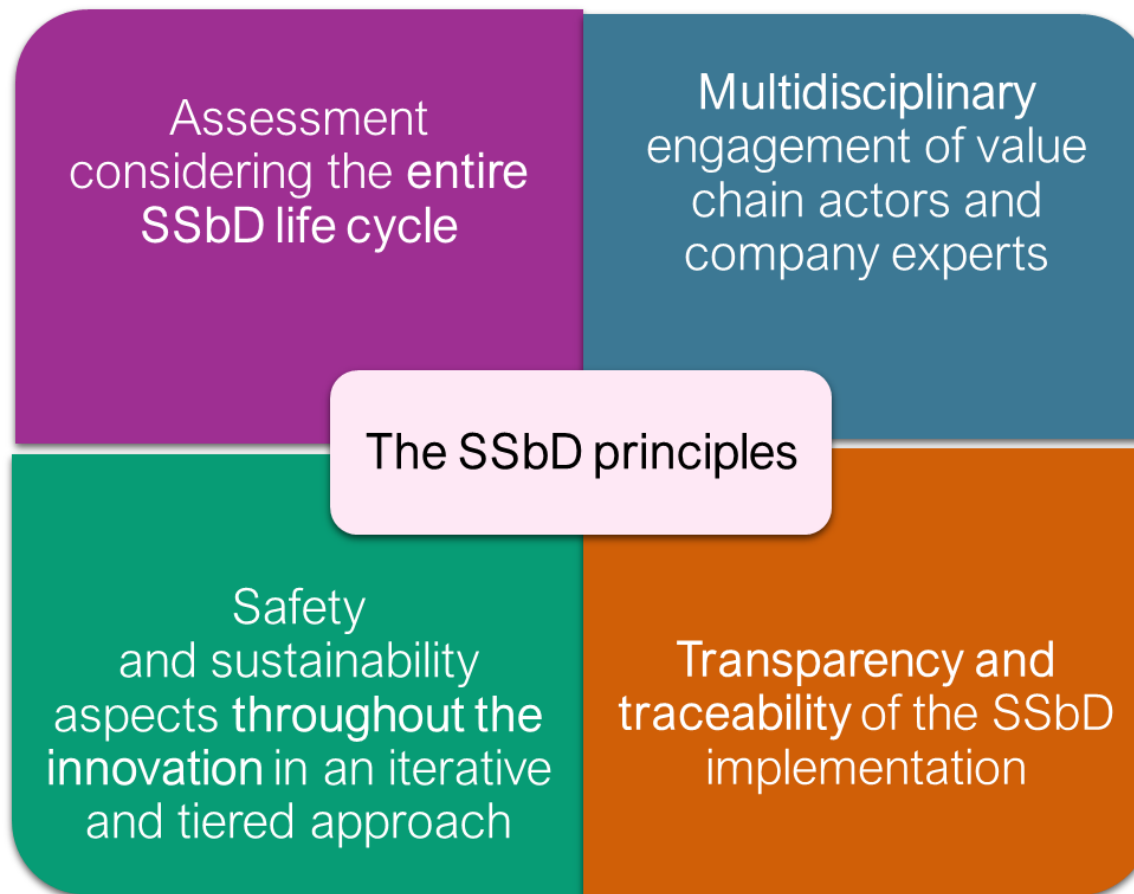 Assessment
considering the entire
SSbD life cycle
Multidisciplinary
engagement of value
chain actors and
company experts
The SSbD principles
Safety
and sustainability
aspects throughout the
innovation in an iterative
and tiered approach
Transparency and
traceability of the SSbD
implementation